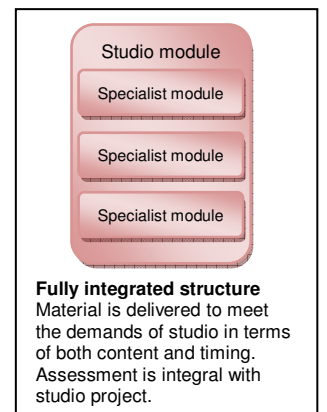 Studio module
Specialist module
Specialist module
Specialist module
Fully integrated structure
Material is delivered to meet
the demands of studio in terms
of both content and timing.
Assessment is integral with
studio project.